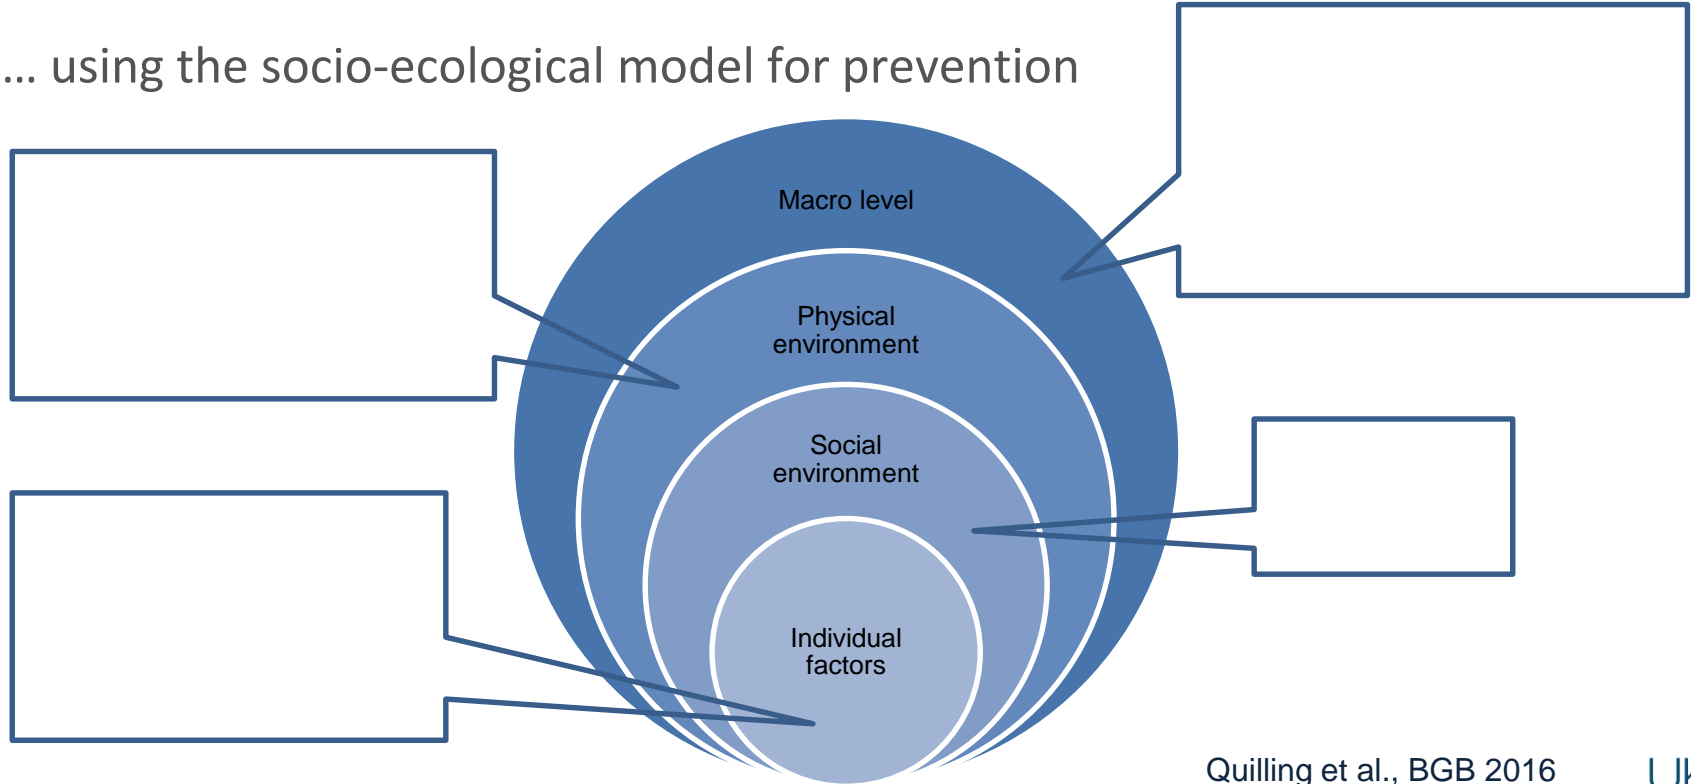 ... using the socio-ecological model for prevention
Macro level
Physical
environment
Social
environment
Individual
factors
Quilling et al., BGB 2016